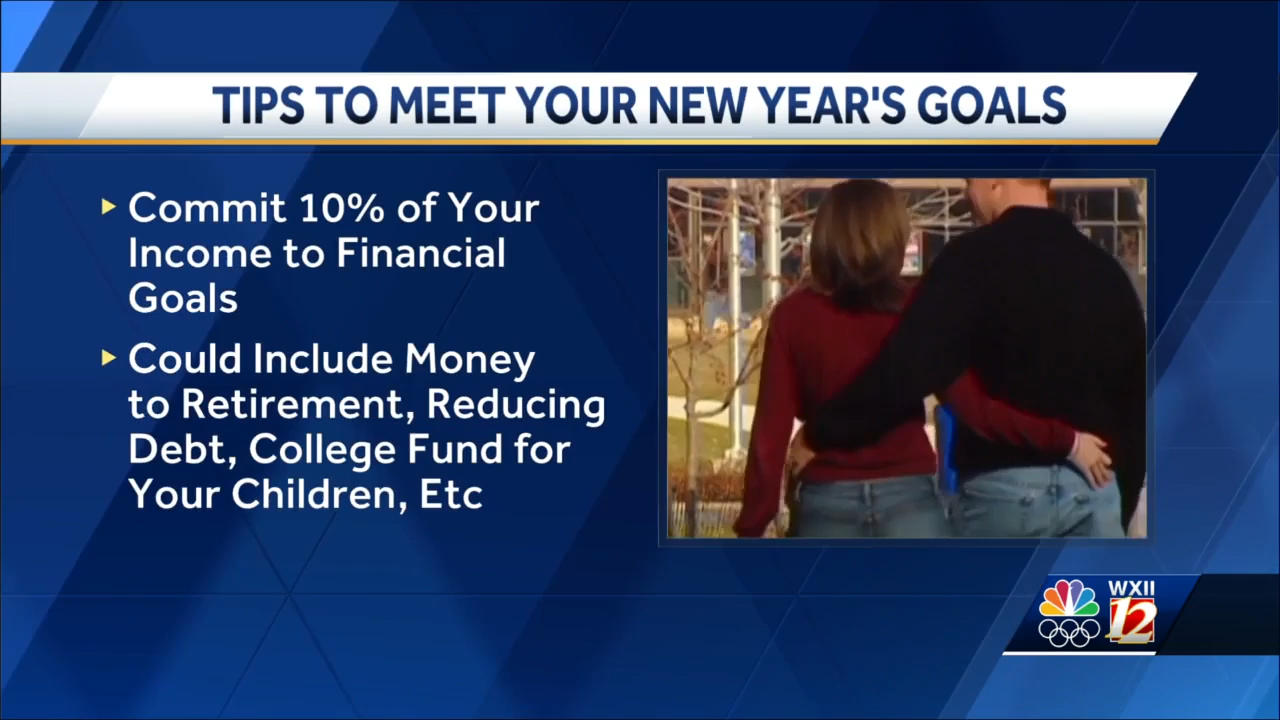 TIPS TO MEET YOUR NEW YEAR'S GOALS
Commit 10% of Your
Income to Financial
Goals
Could Include Money
to Retirement, Reducing
Debt, College Fund for
Your Children, Etc
WXII
12